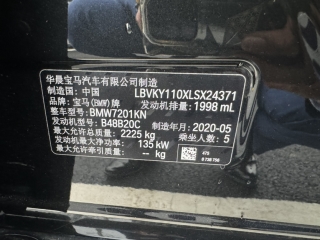 华晨宝马汽车有限公司制造
制造国：中国 LBVKY110XLSX24371
品牌：宝马(BMW)牌 发动机排量：1998 mL
整车型号：BMW7201KN
发动机型号：B48B20C 制造年月：2020-05
最大允许总质量：2225 kg 乘坐人数：5
发动机最大净功率：135 kW
最大允许牵引质量： kg